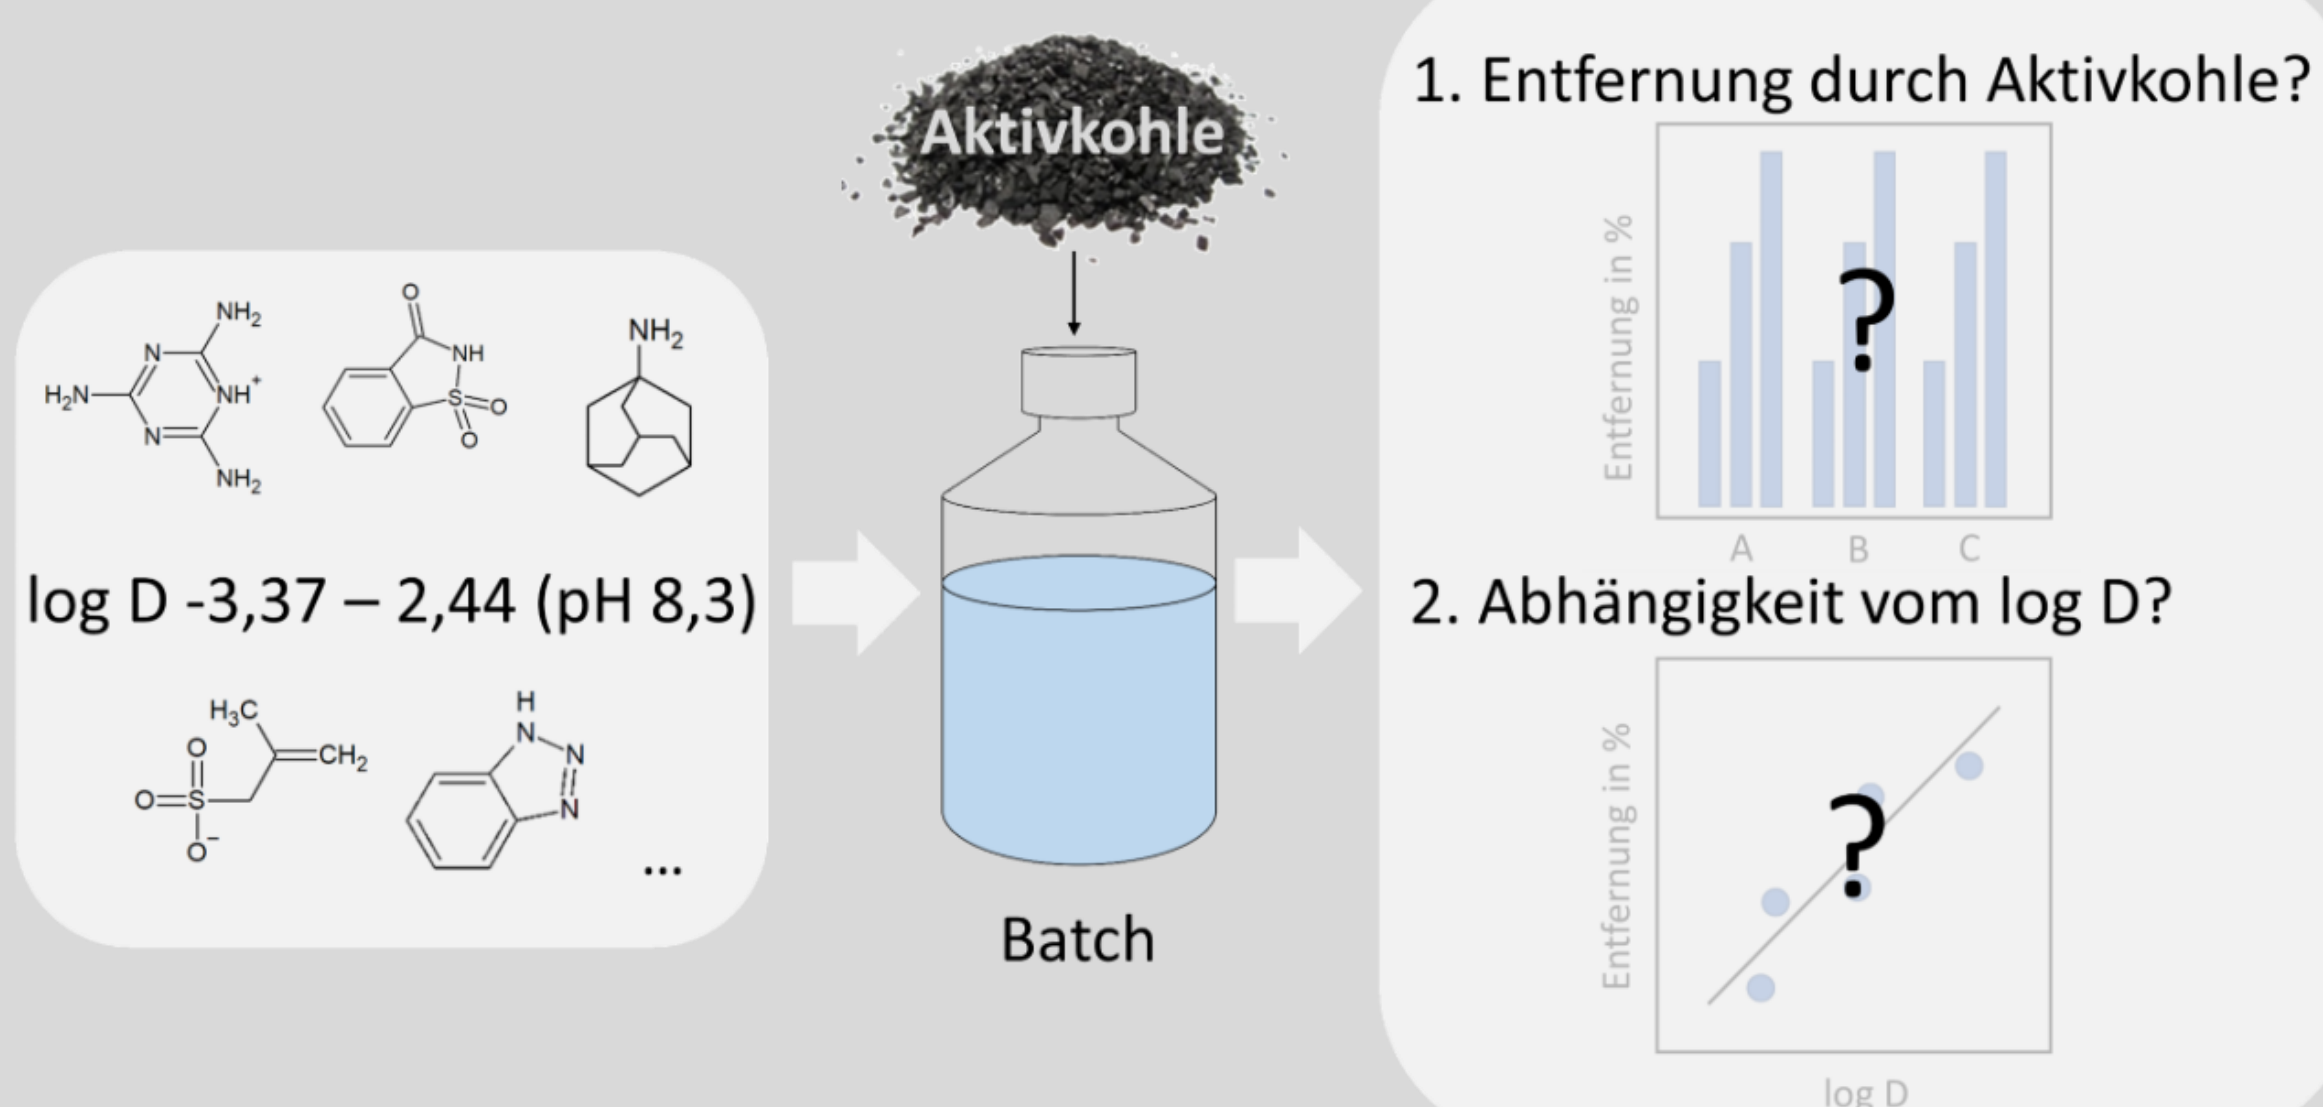 NH2
N
H2N
NH+
N
NH2
O
NH
S
O
O
NH2
log D -3,37 – 2,44 (pH 8,3)
H3C
O
CH2
O
S
O-
H
N
N
N
...
Aktivkohle
Batch
1. Entfernung durch Aktivkohle?
Entfernung in %
?
A B C
2. Abhängigkeit vom log D?
Entfernung in %
?
log D